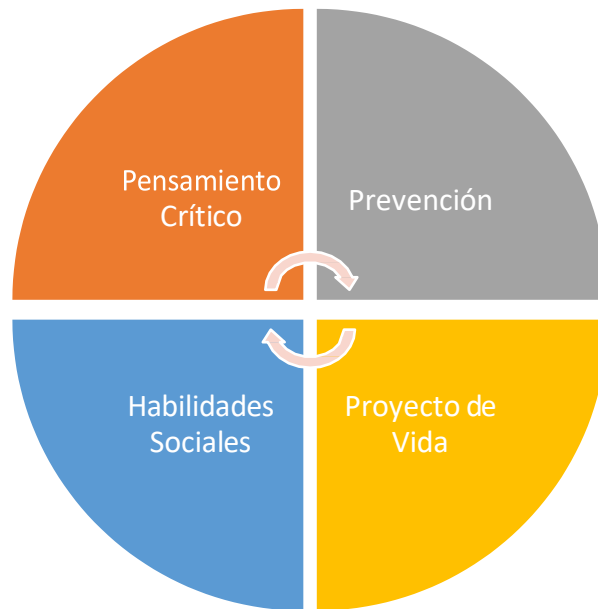 Pensamiento
Crítico
Prevención
Habilidades
Sociales
Proyecto de
Vida